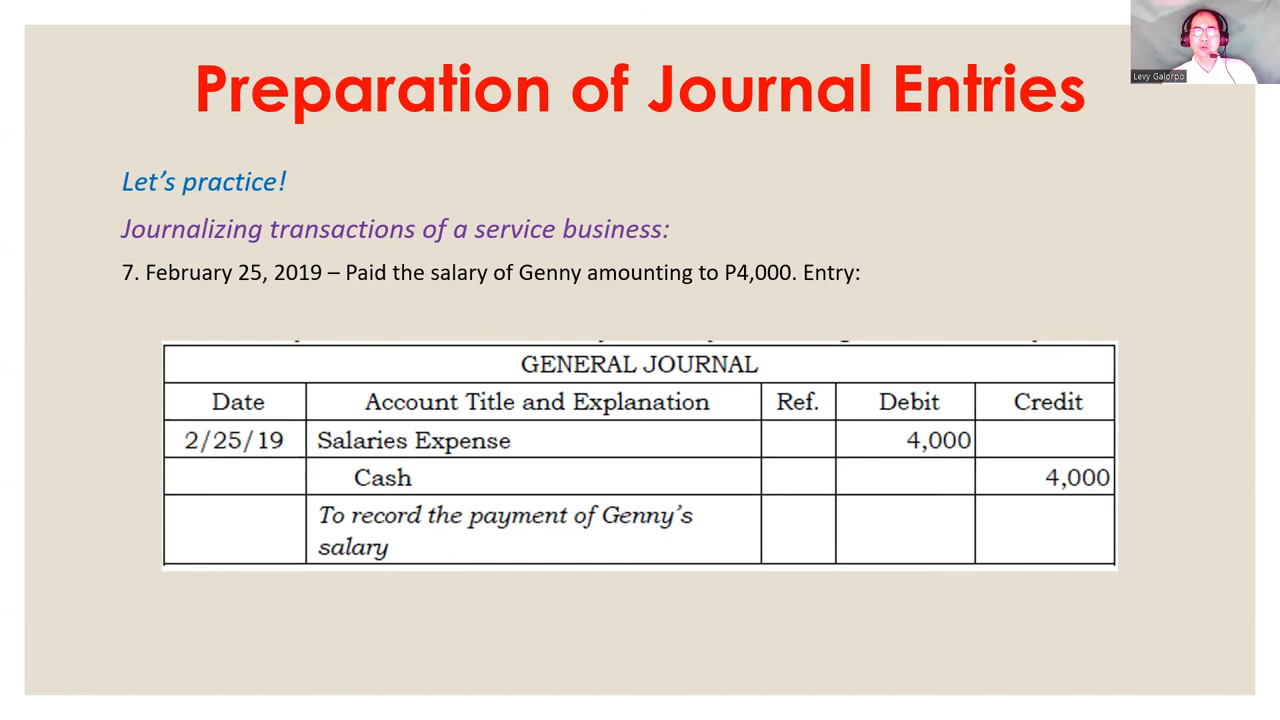 Preparation of Journal Entries
Levy Galorpo
Let's practice!
Journalizing transactions of a service business:
7. February 25, 2019 – Paid the salary of Genny amounting to P4,000. Entry:
GENERAL JOURNAL
Date Account Title and Explanation Ref. Debit Credit
2/25/19 Salaries Expense 4,000
Cash 4,000
To record the payment of Genny's
salary